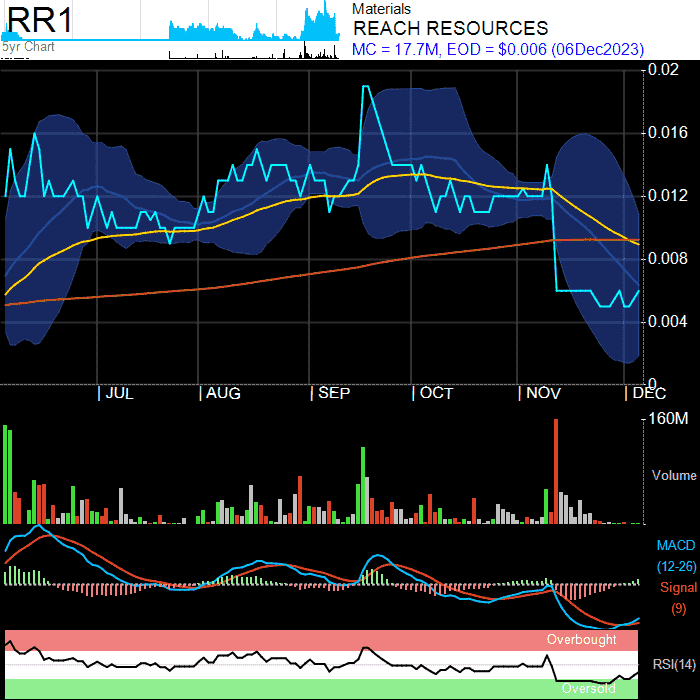 RR1
5yr Chart
Materials
REACH RESOURCES
MC = 17.7M, EOD = $0.006 (06Dec2023)
0.02
0.016
0.012
0.008
0.004
0
| JUL | AUG | SEP | OCT | NOV | DEC
160M
Volume
MACD
(12-26)
Signal
(9)
Overbought
RSI(14)
Oversold